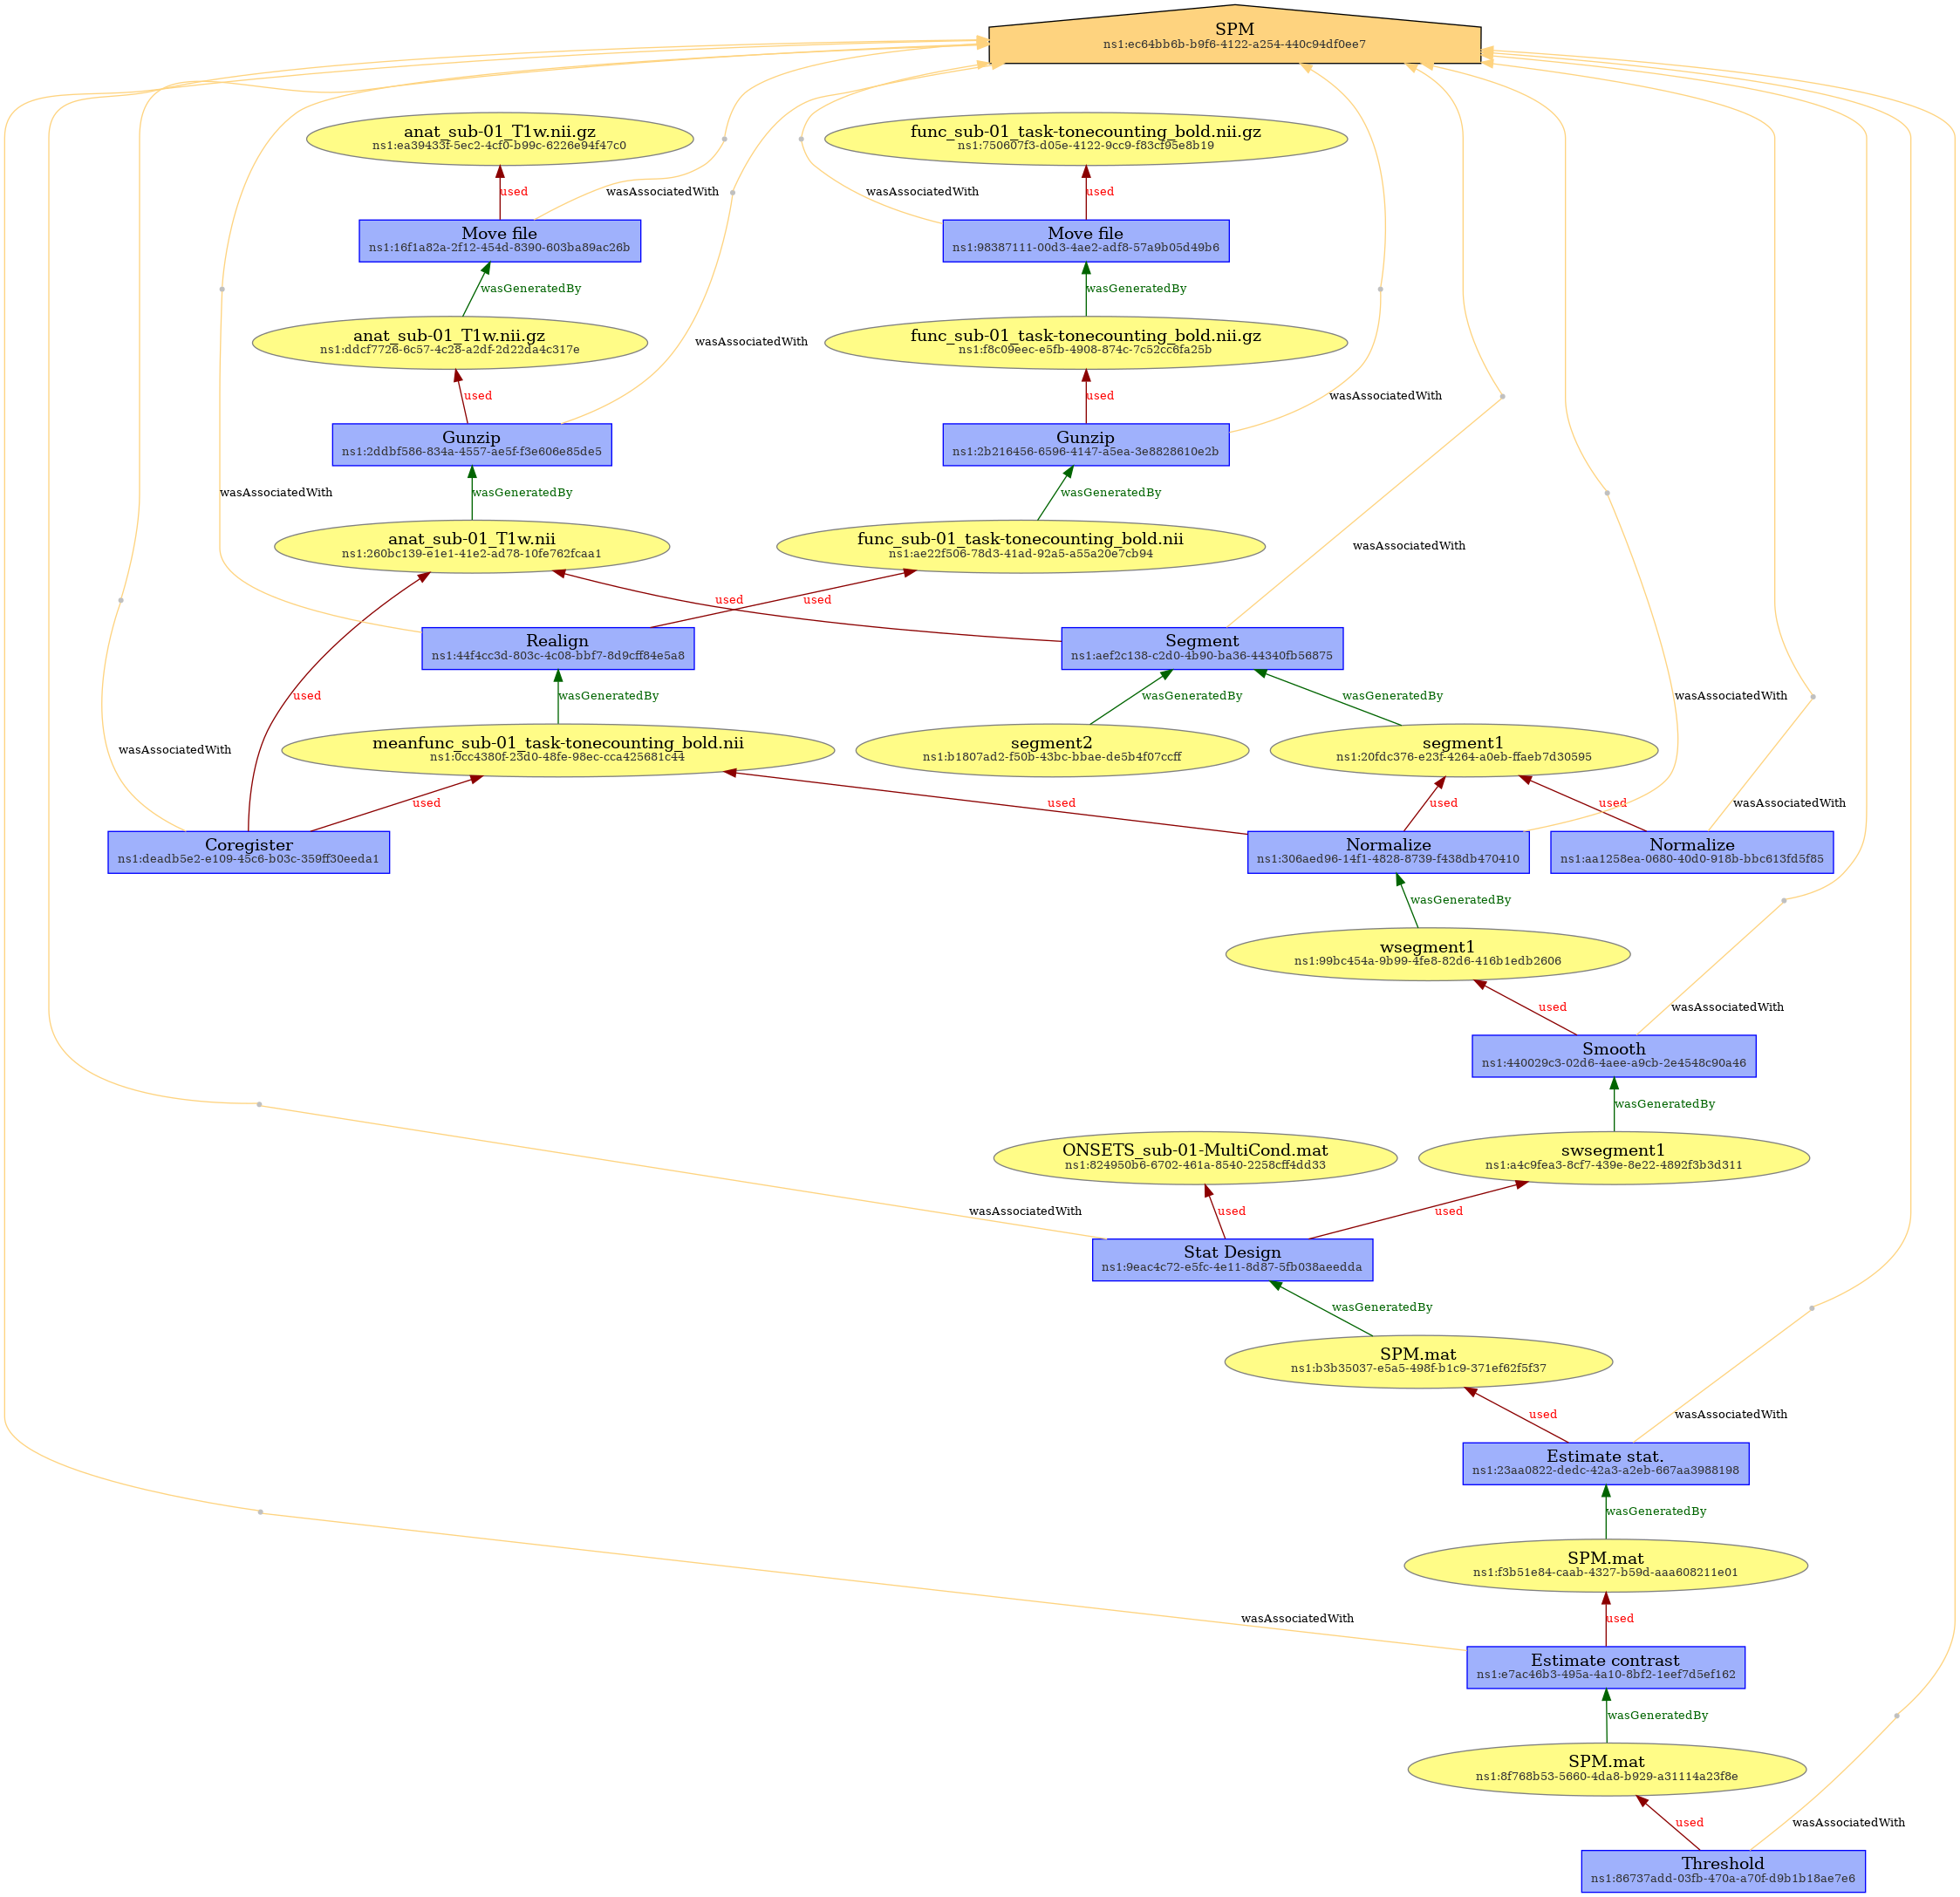 SPM
ns1:ec64bb6b-b9f6-4122-a254-440c94df0ee7
anat_sub-01_T1w.nii.gz
ns1:ea39433f-5ec2-4cf0-b99c-6226e94f47c0
func_sub-01_task-tonecounting_bold.nii.gz
ns1:750607f3-d05e-4122-9cc9-f83cf95e8b19
used
wasAssociatedWith
wasAssociatedWith
used
Move file
ns1:16f1a82a-2f12-454d-8390-603ba89ac26b
Move file
ns1:98387111-00d3-4ae2-adf8-57a9b05d49b6
wasGeneratedBy
wasGeneratedBy
anat_sub-01_T1w.nii.gz
ns1:ddcf7726-6c57-4c28-a2df-2d22da4c317e
wasAssociatedWith
func_sub-01_task-tonecounting_bold.nii.gz
ns1:f8c09eec-e5fb-4908-874c-7c52cc6fa25b
used
used
wasAssociatedWith
Gunzip
ns1:2ddbf586-834a-4557-ae5f-f3e606e85de5
Gunzip
ns1:2b216456-6596-4147-a5ea-3e8828610e2b
wasAssociatedWith
wasGeneratedBy
wasGeneratedBy
anat_sub-01_T1w.nii
ns1:260bc139-e1e1-41e2-ad78-10fe762fcaa1
func_sub-01_task-tonecounting_bold.nii
ns1:ae22f506-78d3-41ad-92a5-a55a20e7cb94
wasAssociatedWith
used
used
Realign
ns1:44f4cc3d-803c-4c08-bbf7-8d9cff84e5a8
Segment
ns1:aef2c138-c2d0-4b90-ba36-44340fb56875
used
wasGeneratedBy
wasGeneratedBy
wasGeneratedBy
wasAssociatedWith
wasAssociatedWith
meanfunc_sub-01_task-tonecounting_bold.nii
ns1:0cc4380f-23d0-48fe-98ec-cca425681c44
segment2
ns1:b1807ad2-f50b-43bc-bbae-de5b4f07ccff
segment1
ns1:20fdc376-e23f-4264-a0eb-ffaeb7d30595
used
used
used
used
wasAssociatedWith
Coregister
ns1:deadb5e2-e109-45c6-b03c-359ff30eeda1
Normalize
ns1:306aed96-14f1-4828-8739-f438db470410
Normalize
ns1:aa1258ea-0680-40d0-918b-bbc613fd5f85
wasGeneratedBy
wsegment1
ns1:99bc454a-9b99-4fe8-82d6-416b1edb2606
used
wasAssociatedWith
Smooth
ns1:440029c3-02d6-4aee-a9cb-2e4548c90a46
wasGeneratedBy
ONSETS_sub-01-MultiCond.mat
ns1:824950b6-6702-461a-8540-2258cff4dd33
swsegment1
ns1:a4c9fea3-8cf7-439e-8e22-4892f3b3d311
wasAssociatedWith
used
used
Stat Design
ns1:9eac4c72-e5fc-4e11-8d87-5fb038aeedda
wasGeneratedBy
SPM.mat
ns1:b3b35037-e5a5-498f-b1c9-371ef62f5f37
used
wasAssociatedWith
Estimate stat.
ns1:23aa0822-dedc-42a3-a2eb-667aa3988198
wasGeneratedBy
SPM.mat
ns1:f3b51e84-caab-4327-b59d-aaa608211e01
wasAssociatedWith
used
Estimate contrast
ns1:e7ac46b3-495a-4a10-8bf2-1eef7d5ef162
wasGeneratedBy
SPM.mat
ns1:8f768b53-5660-4da8-b929-a31114a23f8e
used
wasAssociatedWith
Threshold
ns1:86737add-03fb-470a-a70f-d9b1b18ae7e6